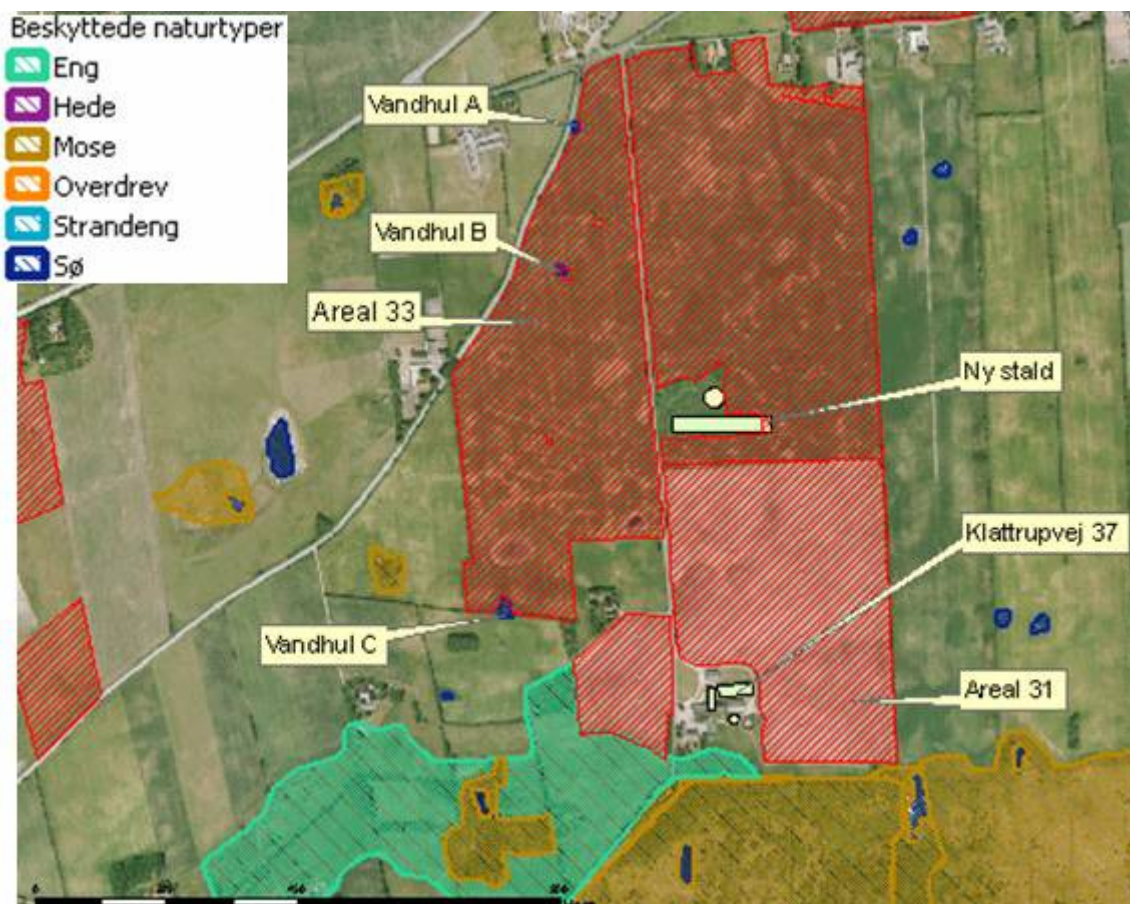 Beskyttede naturtyper
Eng
Hede
Mose
Overdrev
Strandeng
Sø
Vandhul A
Vandhul B
Areal 33
Ny stald
Klattrupvej 37
Vandhul C
Areal 31
0